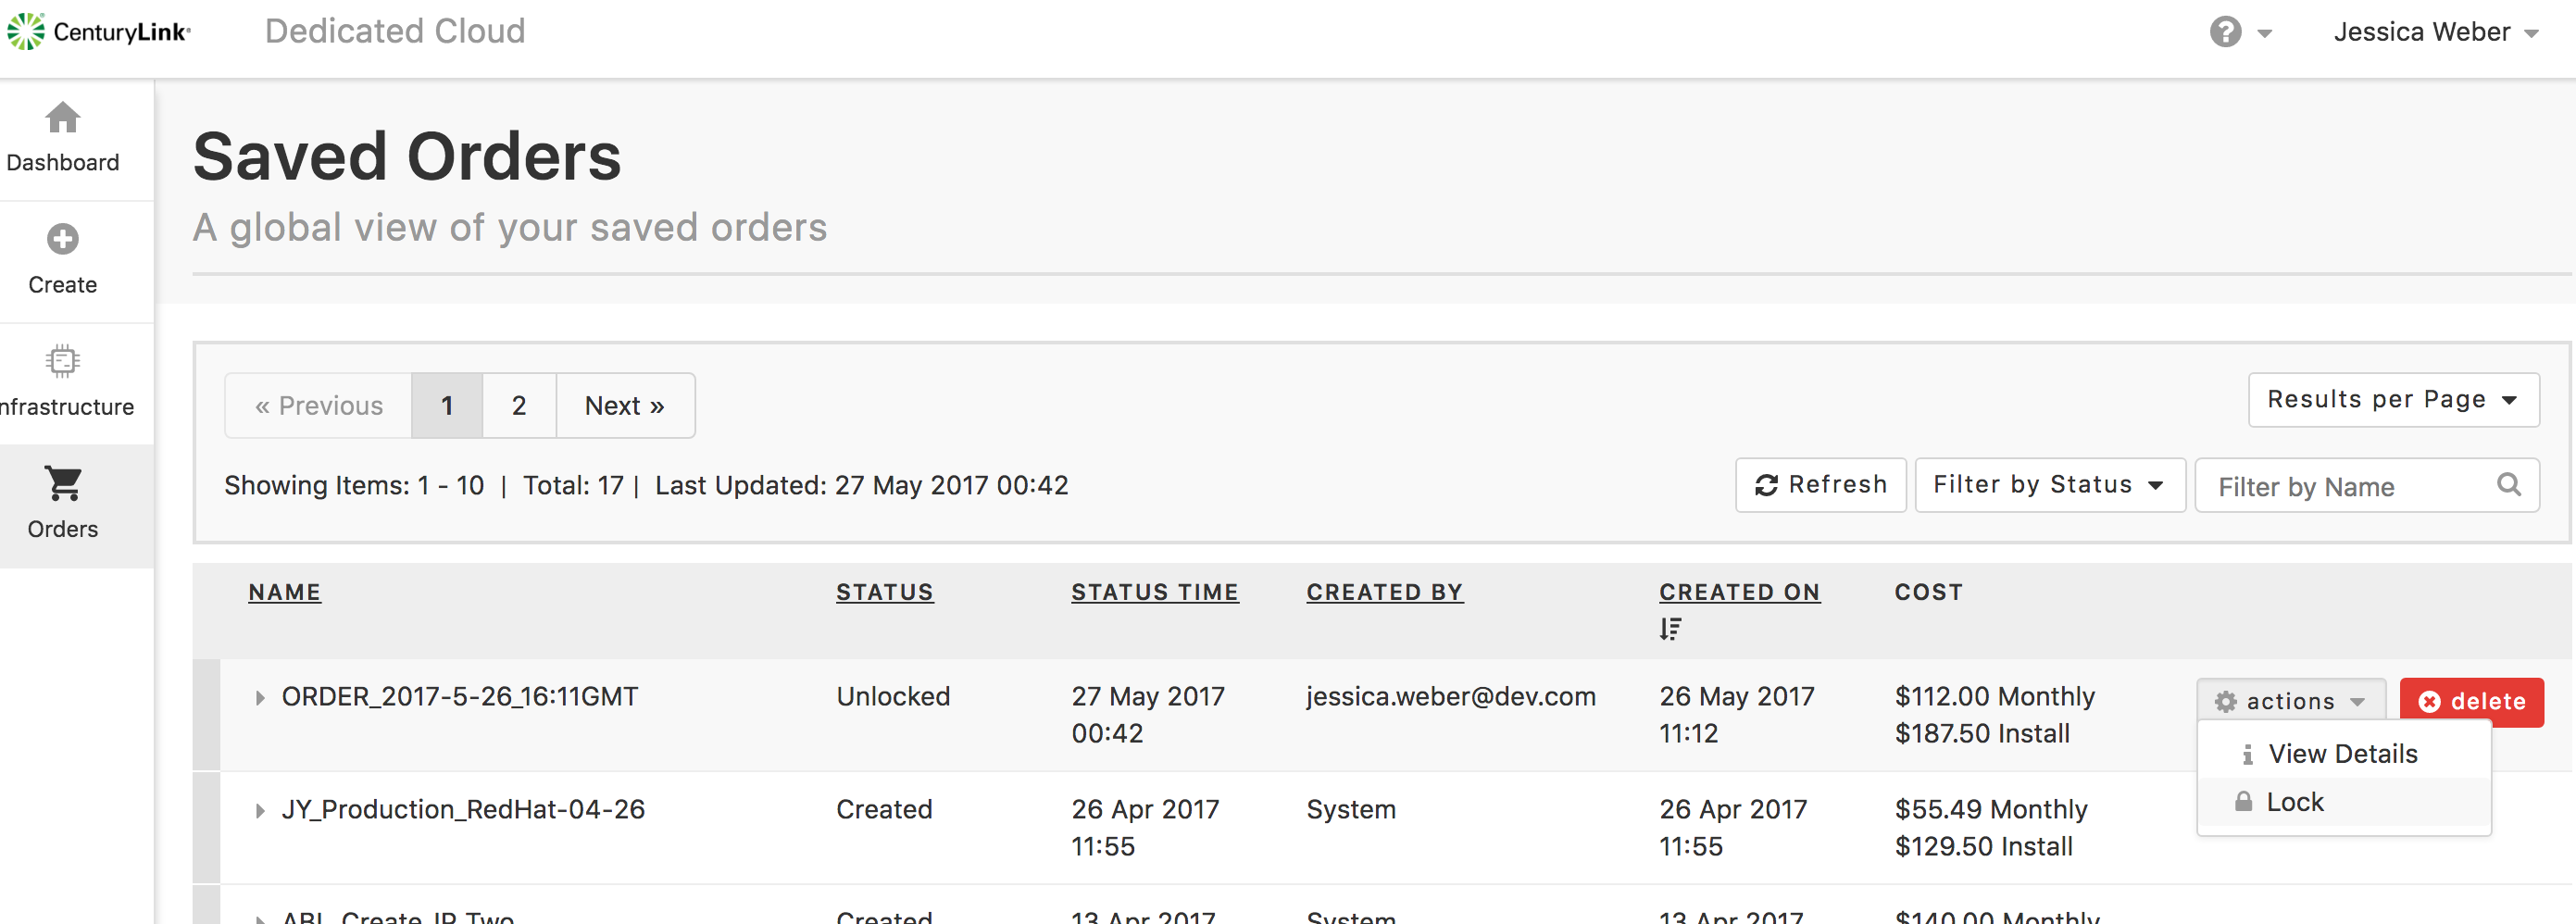 CenturyLink® Dedicated Cloud ? Jessica Weber
Dashboard
Create
nfrastructure
Orders
Saved Orders
A global view of your saved orders
« Previous 1 2 Next »
Results per Page
Showing Items: 1 - 10 | Total: 17 | Last Updated: 27 May 2017 00:42
Refresh Filter by Status Filter by Name
NAME STATUS STATUS TIME CREATED BY CREATED ON COST
ORDER_2017-5-26_16:11GMT Unlocked 27 May 2017 jessica.weber@dev.com 26 May 2017 $112.00 Monthly actions delete
00:42 11:12 $187.50 Install
View Details
Lock
JY_Production_RedHat-04-26 Created 26 Apr 2017 System 26 Apr 2017 $55.49 Monthly
11:55 11:55 $129.50 Install
Created 13 Apr 2017 System 13 Apr 2017 $140.00 Monthly